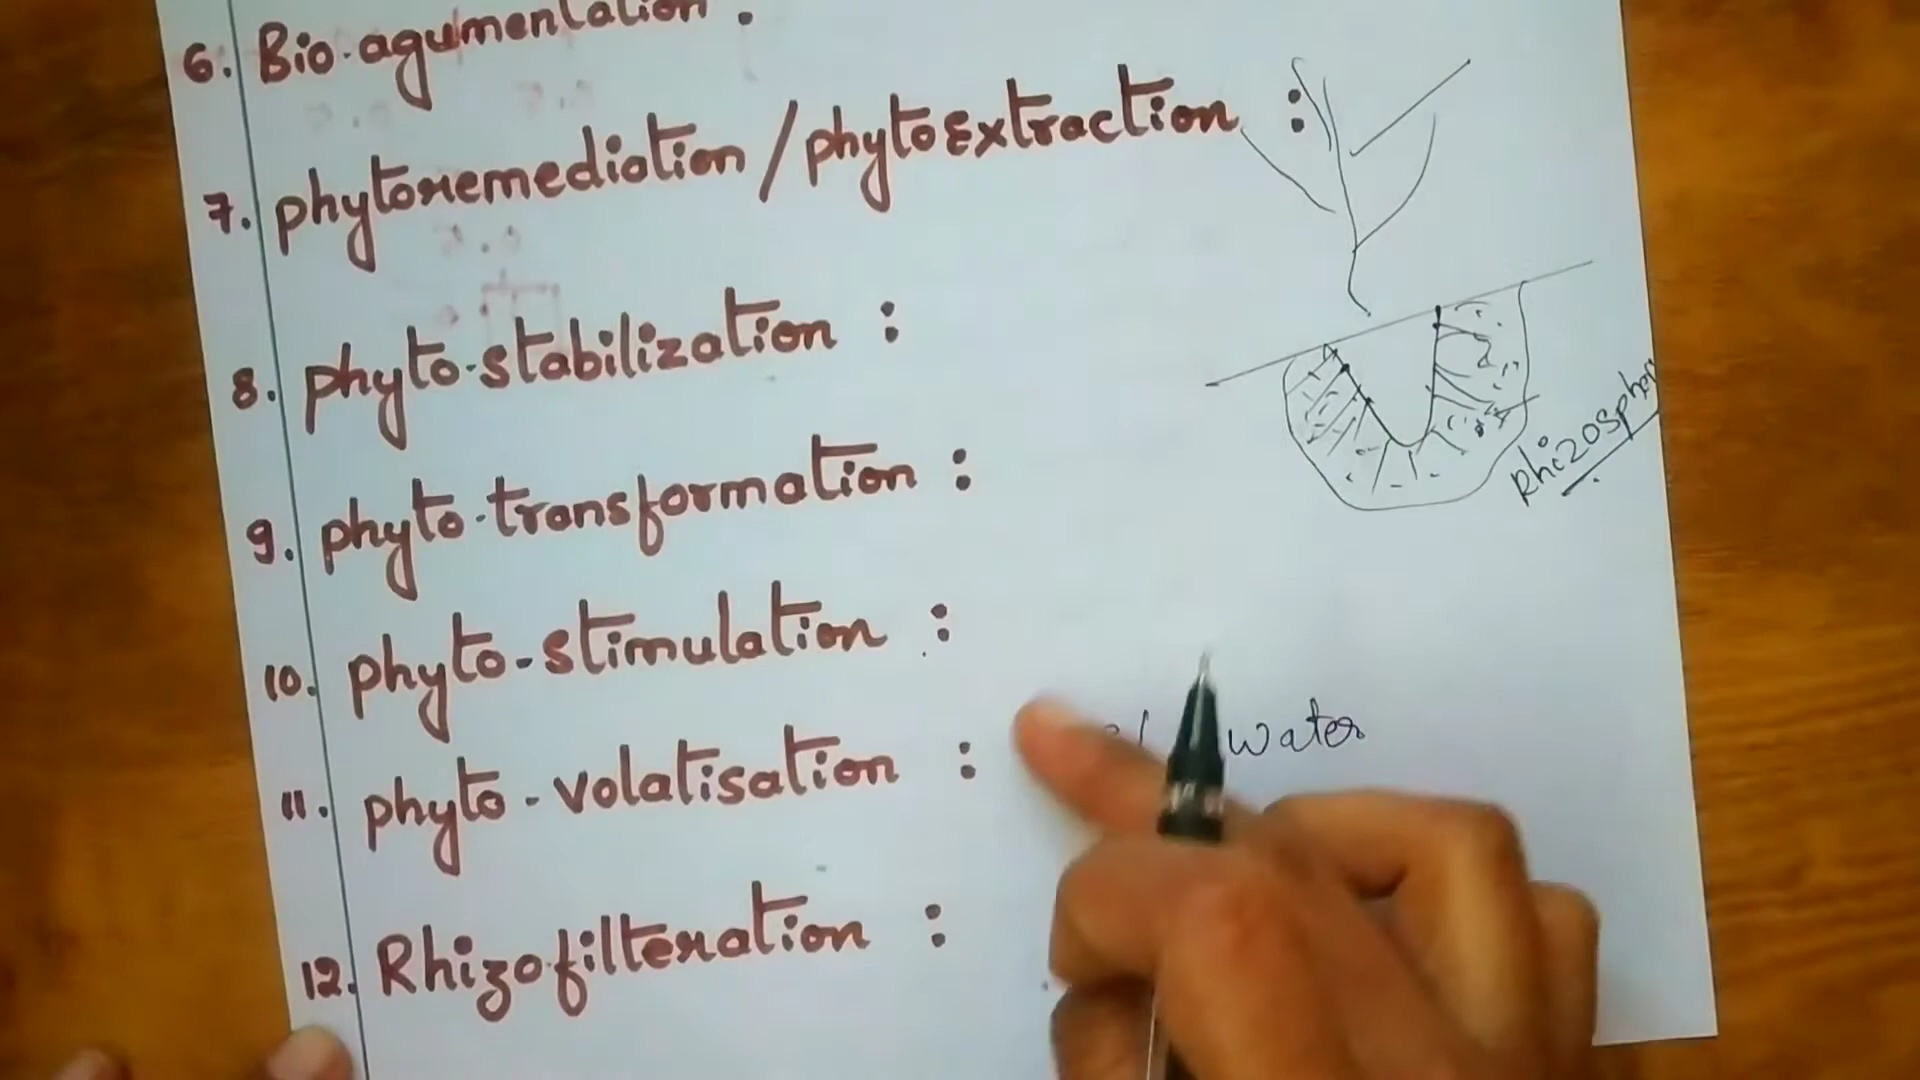 6. Bio-agumentation :
7. phytoremediation / phytoExtraction :
8. phyto-stabilization :
9. phyto-transformation :
10. phyto-stimulation :
11. phyto-volatisation :
12. Rhizofilteration :
Rhizospher
water